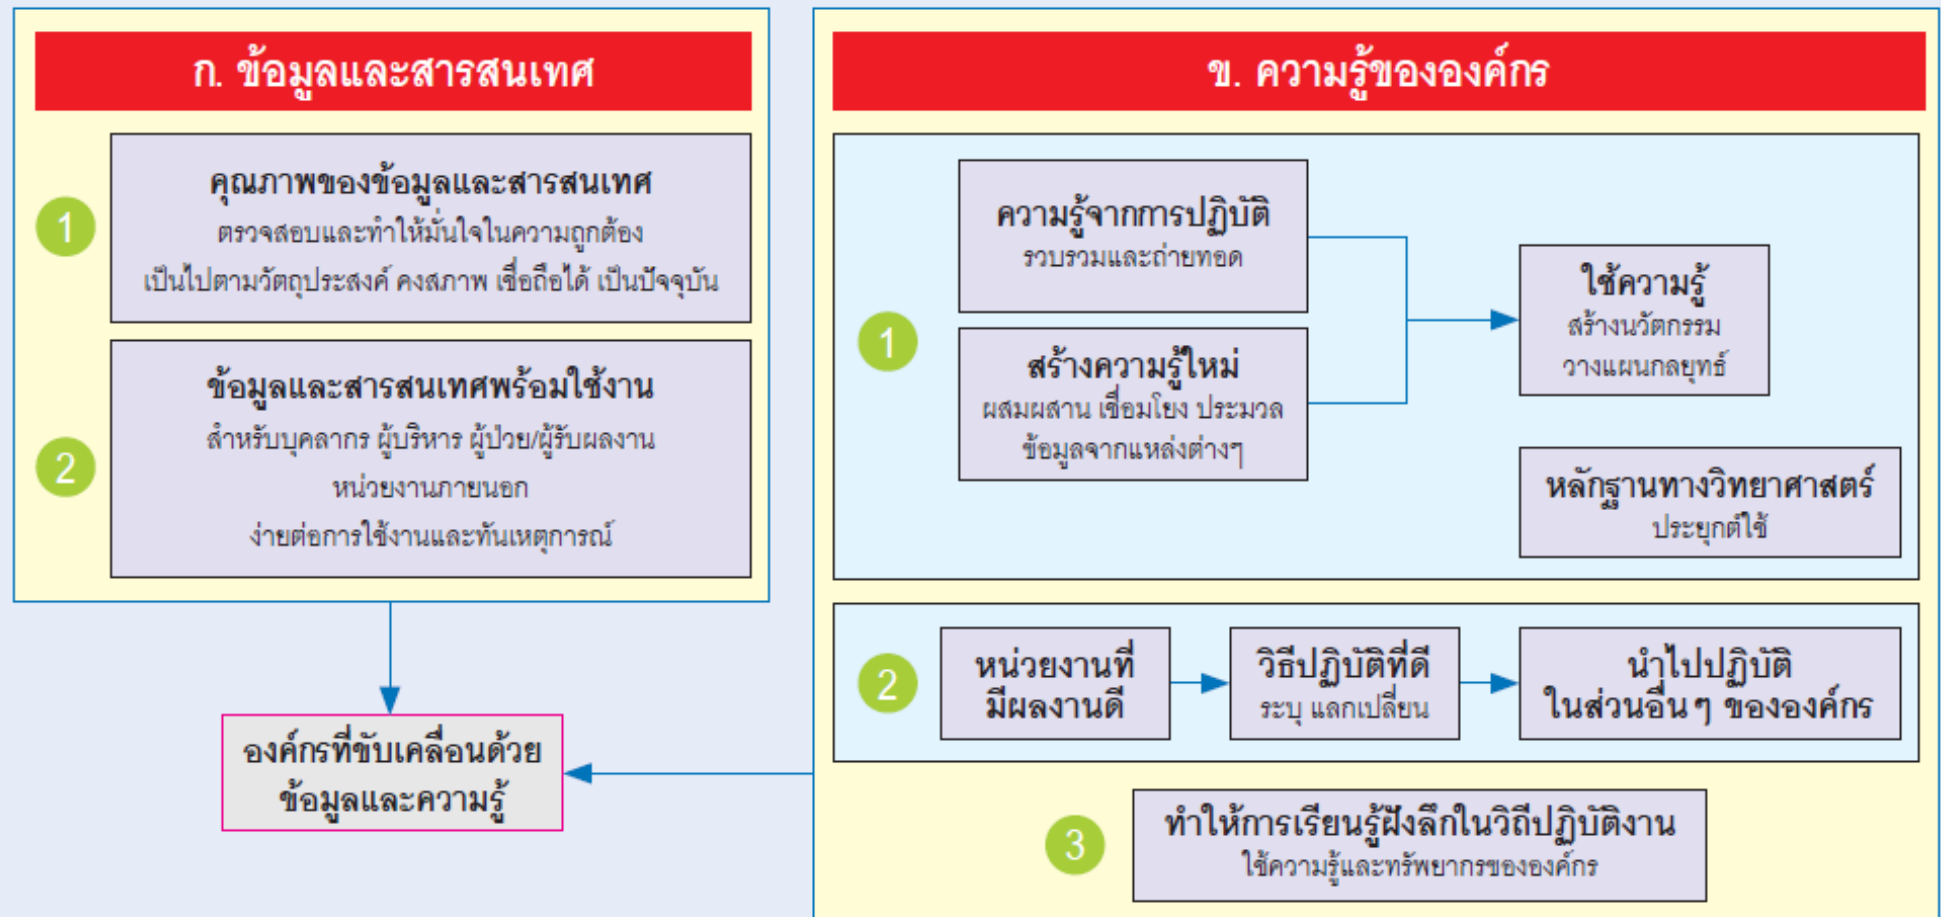 ก. ข้อมูลและสารสนเทศ
1
คุณภาพของข้อมูลและสารสนเทศ
ตรวจสอบและทำให้มั่นใจในความถูกต้อง
เป็นไปตามวัตถุประสงค์ คงสภาพ เชื่อถือได้ เป็นปัจจุบัน
2
ข้อมูลและสารสนเทศพร้อมใช้งาน
สำหรับบุคลากร ผู้บริหาร ผู้ป่วย/ผู้รับผลงาน
หน่วยงานภายนอก
ง่ายต่อการใช้งานและทันเหตุการณ์
องค์กรที่ขับเคลื่อนด้วย
ข้อมูลและความรู้
ข. ความรู้ขององค์กร
1
ความรู้จากการปฏิบัติ
รวบรวมและถ่ายทอด
สร้างความรู้ใหม่
ผสมผสาน เชื่อมโยง ประมวล
ข้อมูลจากแหล่งต่างๆ
ใช้ความรู้
สร้างนวัตกรรม
วางแผนกลยุทธ์
หลักฐานทางวิทยาศาสตร์
ประยุกต์ใช้
2
หน่วยงานที่
มีผลงานดี
วิธีปฏิบัติที่ดี
ระบุ แลกเปลี่ยน
นำไปปฏิบัติ
ในส่วนอื่นๆ ขององค์กร
3
ทำให้การเรียนรู้ฝังลึกในวิถีปฏิบัติงาน
ใช้ความรู้และทรัพยากรขององค์กร